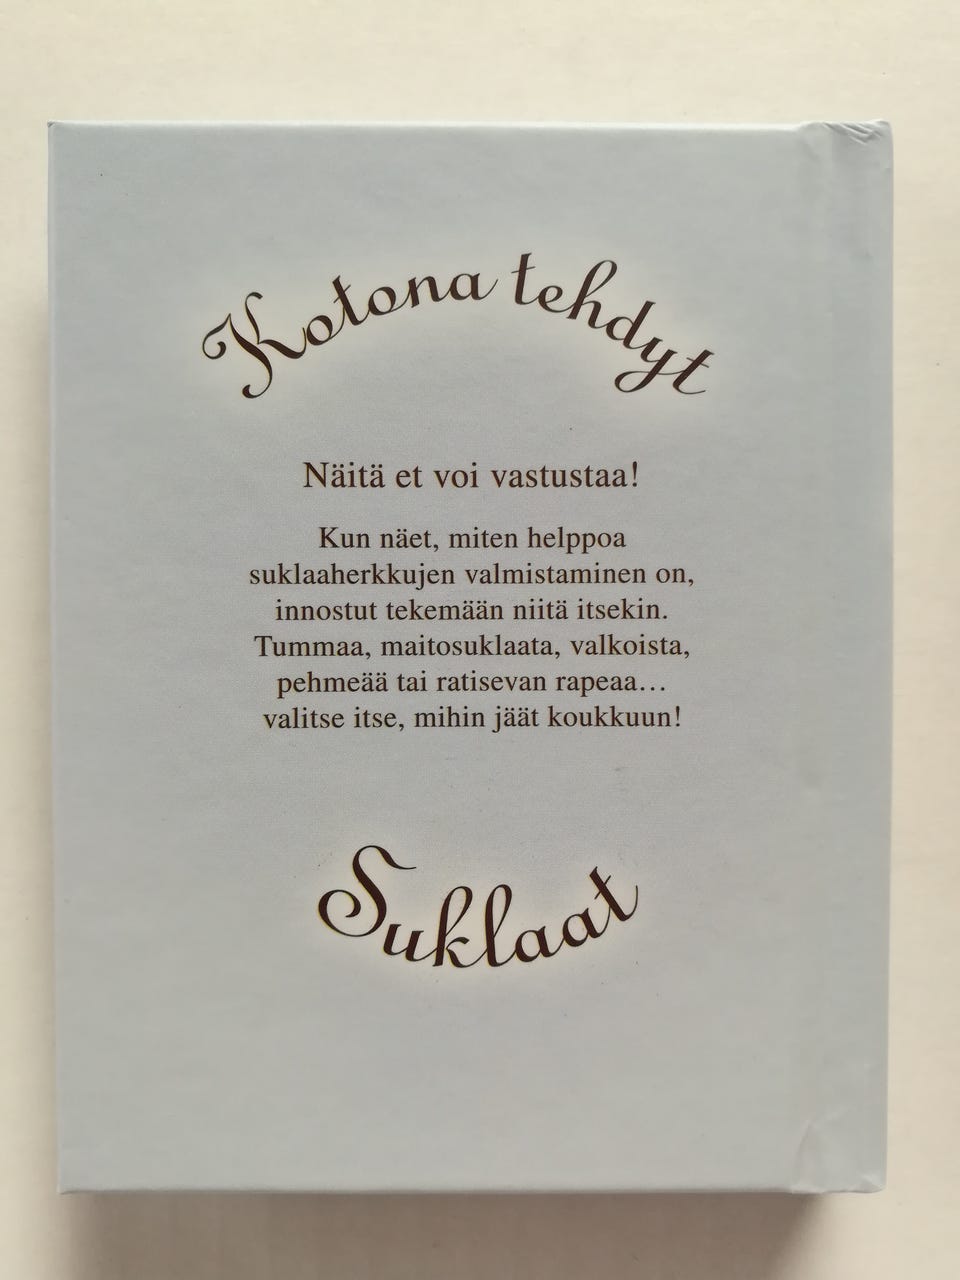 Kotona tehdyt
Näitä et voi vastustaa!
Kun näet, miten helppoa
suklaaherkkujen valmistaminen on,
innostut tekemään niitä itsekin.
Tummaa, maitosuklaata, valkoista,
pehmeää tai ratisevan rapeaa…
valitse itse, mihin jäät koukkuun!
Suklaat